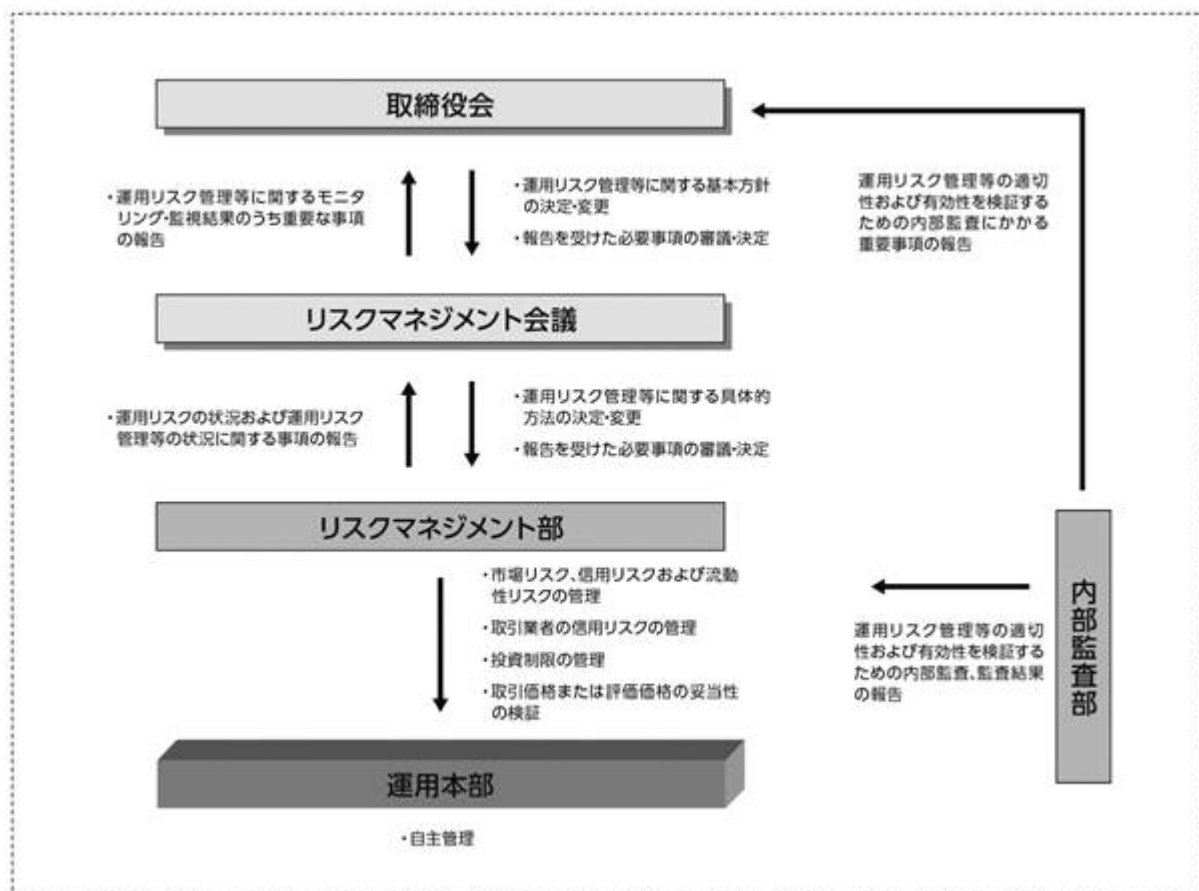 取締役会
・運用リスク管理等に関するモニタ
リング・監視結果のうち重要な事項
の報告
・運用リスク管理等に関する基本方針
の決定・変更
・報告を受けた必要事項の審議・決定
運用リスク管理等の適切
性および有効性を検証する
ための内部監査にかかる
重要事項の報告
リスクマネジメント会議
・運用リスクの状況および運用リスク
管理等の状況に関する事項の報告
・運用リスク管理等に関する具体的
方法の決定・変更
・報告を受けた必要事項の審議・決定
リスクマネジメント部
・市場リスク、信用リスクおよび流動
性リスクの管理
・取引業者の信用リスクの管理
・投資制限の管理
・取引価格または評価価格の妥当性
の検証
運用リスク管理等の適切
性および有効性を検証する
ための内部監査、監査結果
の報告
内部監査部
運用本部
・自主管理